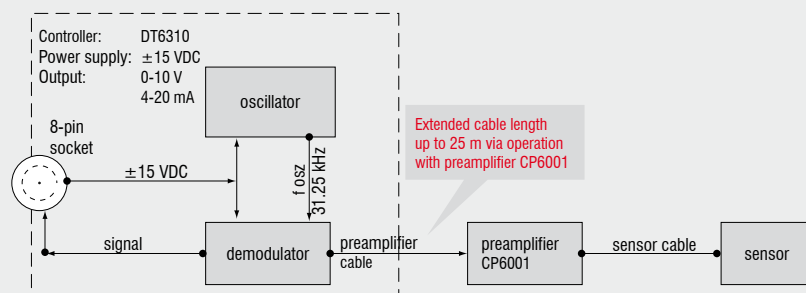 Controller: DT6310
Power supply: ±15 VDC
Output: 0-10 V
4-20 mA
oscillator
8-pin
socket
±15 VDC
f osz
31.25 kHz
Extended cable length
up to 25 m via operation
with preamplifier CP6001
signal
demodulator
preamplifier
cable
preamplifier
CP6001
sensor cable
sensor